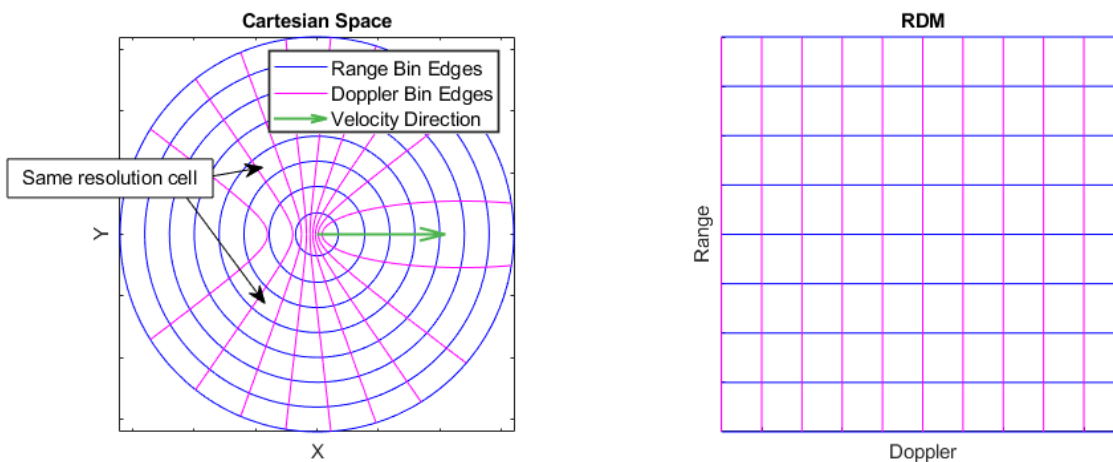 Cartesian Space
Range Bin Edges
Doppler Bin Edges
Velocity Direction
Same resolution cell
Y
X
RDM
Range
Doppler